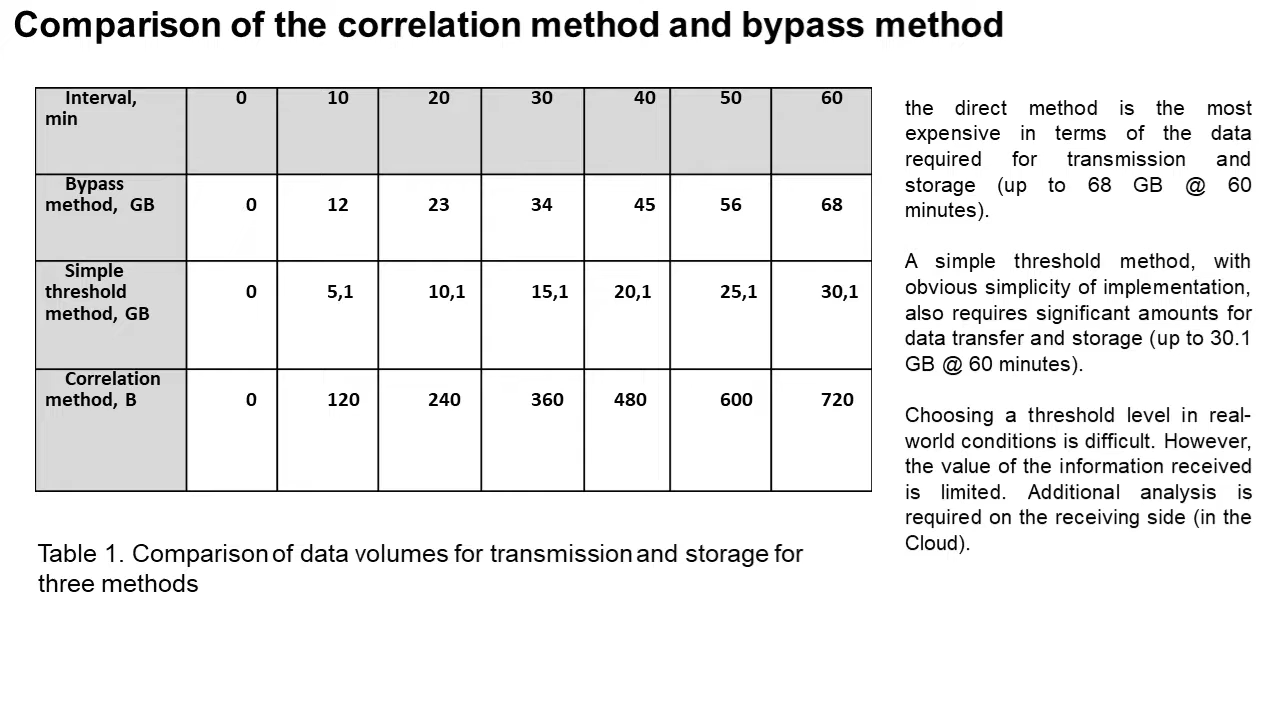 Comparison of the correlation method and bypass method
Interval, min 0 10 20 30 40 50 60
Bypass method, GB 0 12 23 34 45 56 68
Simple threshold method, GB 0 5,1 10,1 15,1 20,1 25,1 30,1
Correlation method, B 0 120 240 360 480 600 720
Table 1. Comparison of data volumes for transmission and storage for
three methods
the direct method is the most
expensive in terms of the data
required for transmission and
storage (up to 68 GB @ 60
minutes).
A simple threshold method, with
obvious simplicity of implementation,
also requires significant amounts for
data transfer and storage (up to 30.1
GB @ 60 minutes).
Choosing a threshold level in real-
world conditions is difficult. However,
the value of the information received
is limited. Additional analysis is
required on the receiving side (in the
Cloud).